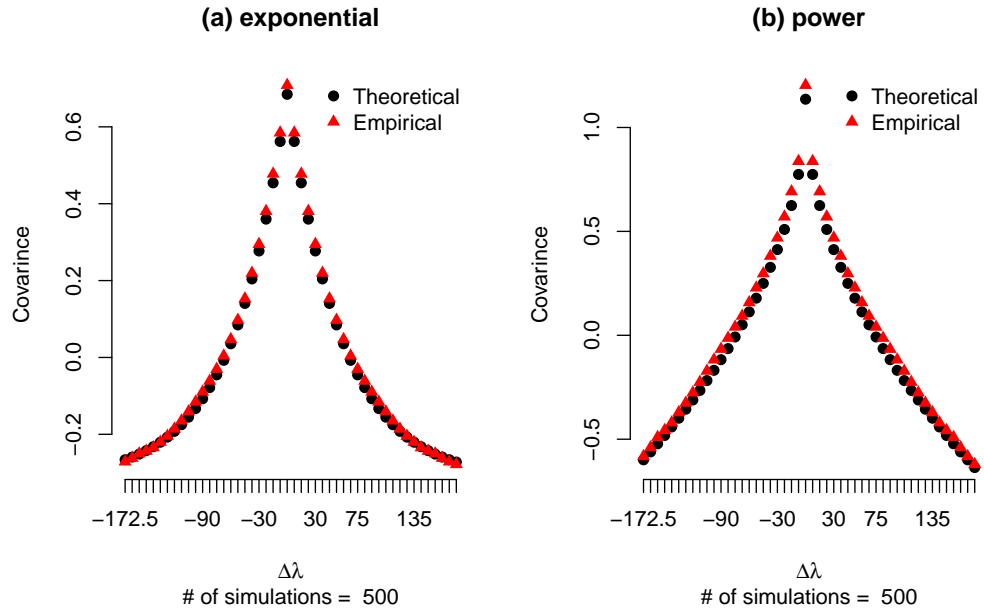 (a) exponential
Theoretical
Empirical
Covarince
0.6
0.4
0.2
0.0
−0.2
−172.5 −90 −30 30 75 135
Δλ
# of simulations = 500
(b) power
Theoretical
Empirical
Covarince
1.0
0.5
0.0
−0.5
−172.5 −90 −30 30 75 135
Δλ
# of simulations = 500